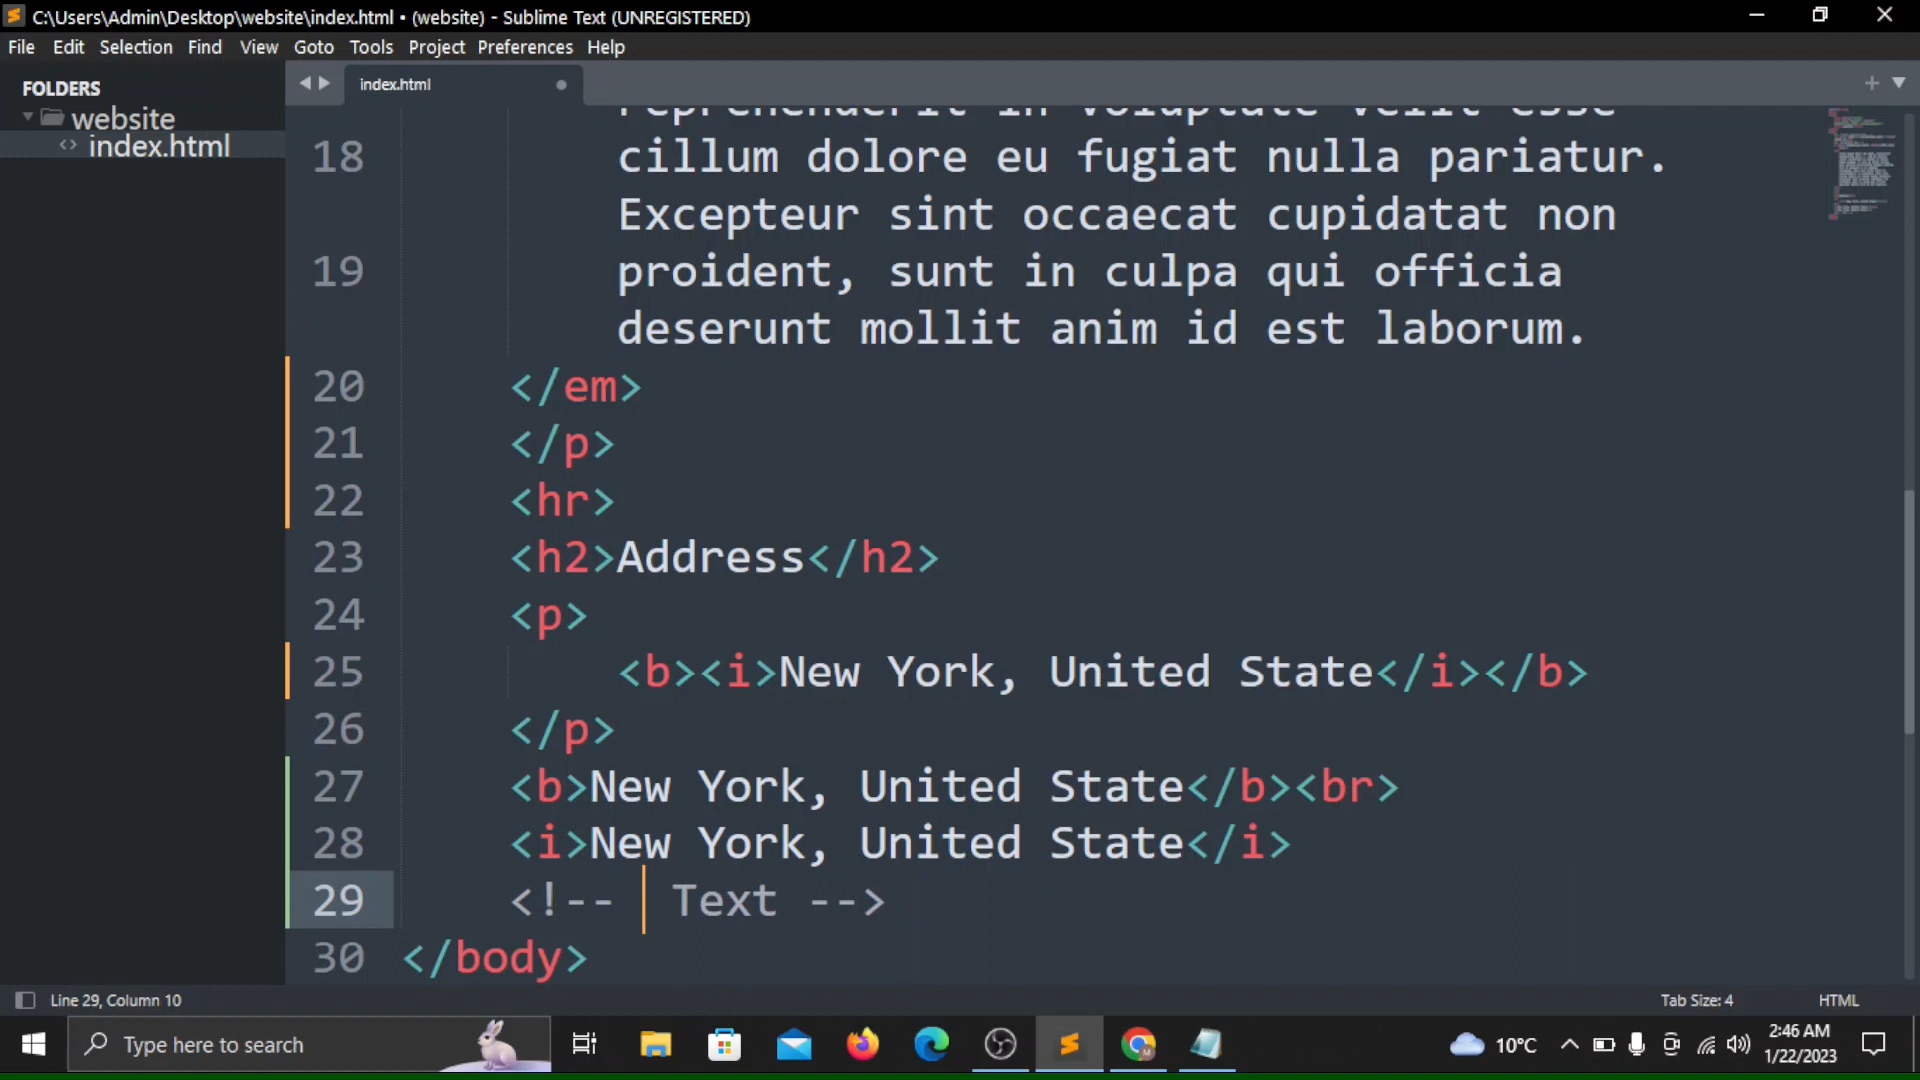 C:\Users\Admin\Desktop\website\index.html • (website) - Sublime Text (UNREGISTERED)
File Edit Selection Find View Goto Tools Project Preferences Help
FOLDERS
website
index.html
index.html
reprehenderit in voluptate velit esse
18 cillum dolore eu fugiat nulla pariatur.
Excepteur sint occaecat cupidatat non
19 proident, sunt in culpa qui officia
deserunt mollit anim id est laborum.
20 </em>
21 </p>
22 <hr>
23 <h2>Address</h2>
24 <p>
25 <b><i>New York, United State</i></b>
26 </p>
27 <b>New York, United State</b><br>
28 <i>New York, United State</i>
29 <!-- Text -->
30 </body>
Line 29, Column 10
Tab Size: 4
HTML
Type here to search
10°C
2:46 AM
1/22/2023